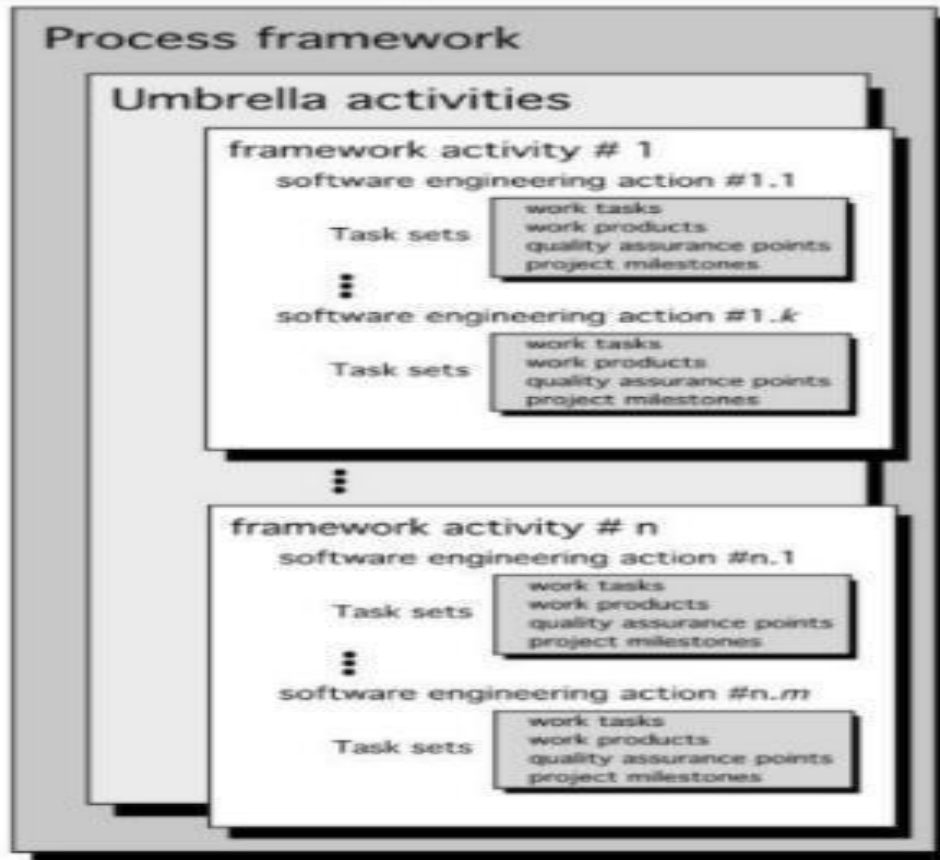 Process framework
Umbrella activities
framework activity # 1
software engineering action #1.1
Task sets
work tasks
work products
quality assurance points
project milestones
software engineering action #1.k
Task sets
work tasks
work products
quality assurance points
project milestones
framework activity # n
software engineering action #n.1
Task sets
work tasks
work products
quality assurance points
project milestones
software engineering action #n.m
Task sets
work tasks
work products
quality assurance points
project milestones